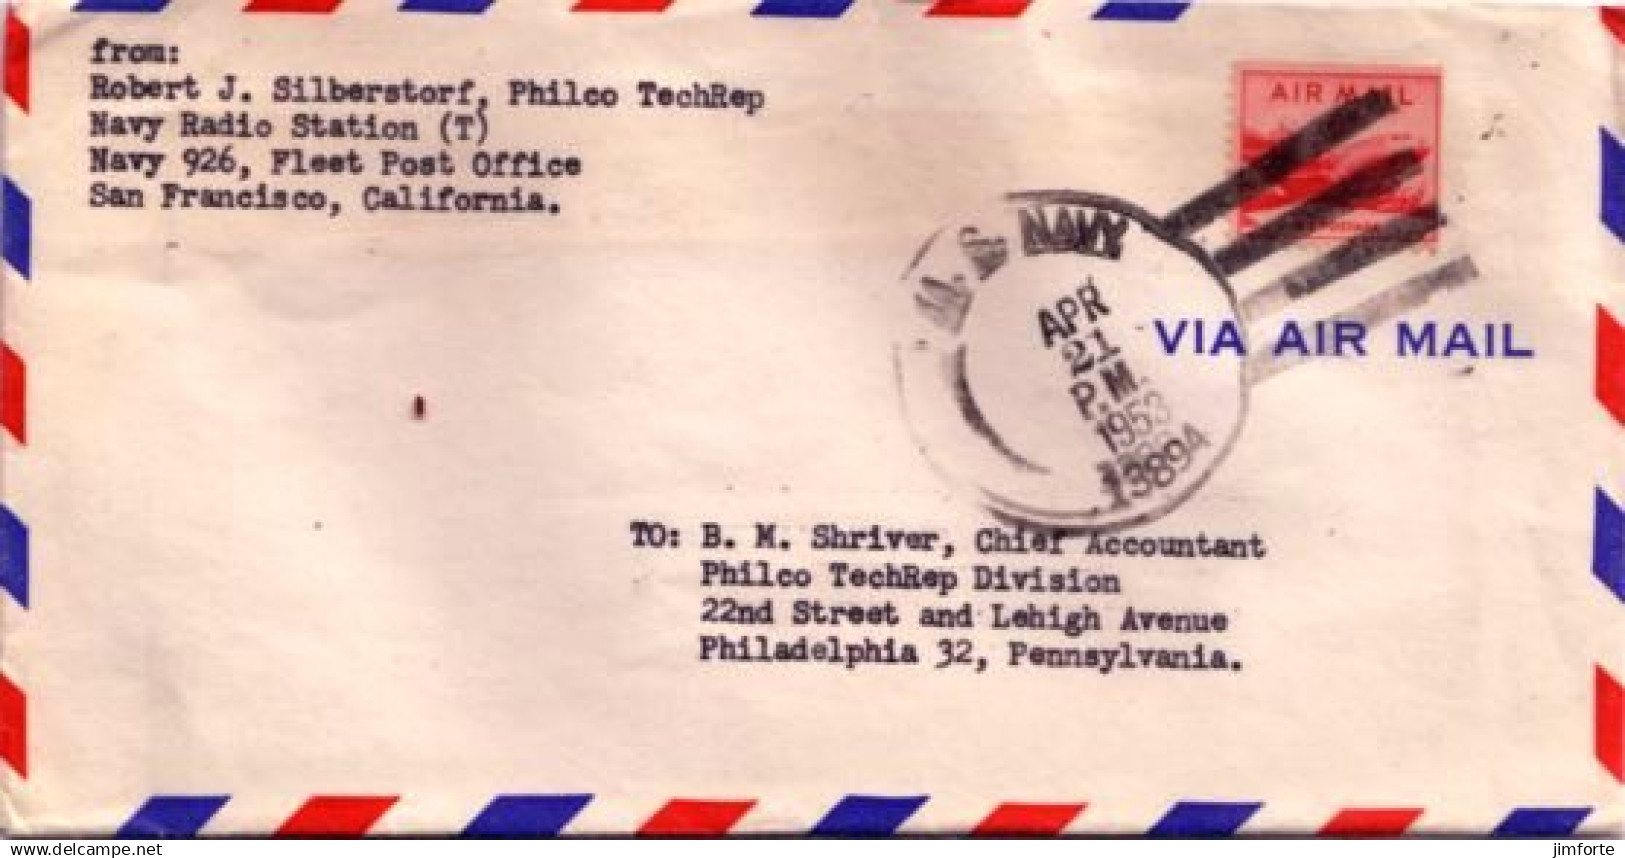 from:
Robert J. Silberstorf, Philco TechRep
Navy Radio Station (T)
Navy 926, Fleet Post Office
San Francisco, California.
AIR MAIL
U.S. NAVY
APR
21
P.M.
1953
13894
VIA AIR MAIL
TO: B. M. Shriver, Chief Accountant
Philco TechRep Division
22nd Street and Lehigh Avenue
Philadelphia 32, Pennsylvania.
jimforte